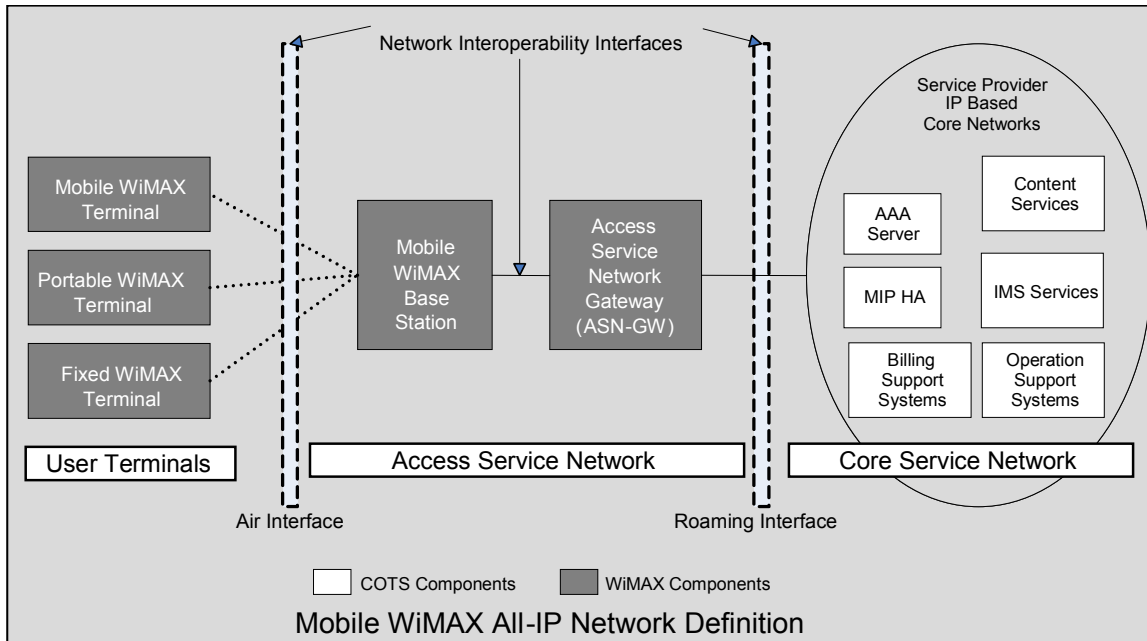 Network Interoperability Interfaces
Service Provider
IP Based
Core Networks
Mobile WiMAX
Terminal
Portable WiMAX
Terminal
Fixed WiMAX
Terminal
Mobile
WiMAX
Base
Station
Access
Service
Network
Gateway
(ASN-GW)
AAA
Server
Content
Services
MIP HA
IMS Services
Billing
Support
Systems
Operation
Support
Systems
User Terminals
Access Service Network
Core Service Network
Air Interface
Roaming Interface
COTS Components
WiMAX Components
Mobile WiMAX All-IP Network Definition